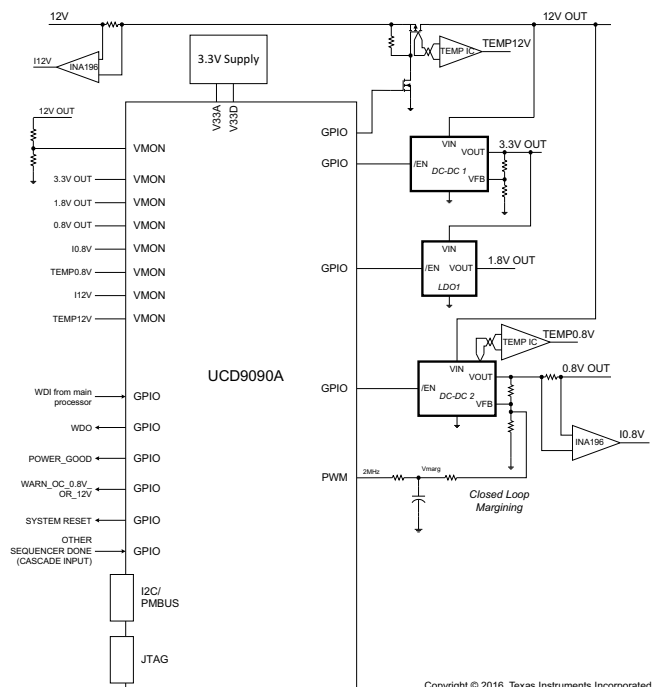 12V
12V OUT
I12V
INA196
3.3V Supply
TEMP IC
TEMP12V
V33A
V33D
12V OUT
GPIO
GPIO
VMON
3.3V OUT
VMON
1.8V OUT
VMON
0.8V OUT
VMON
I0.8V
VMON
TEMP0.8V
VMON
I12V
VMON
TEMP12V
VMON
VIN
VOUT
3.3V OUT
/EN
DC-DC 1
VFB
GPIO
VIN
/EN
VOUT
1.8V OUT
LDO1
UCD9090A
TEMP IC
TEMP0.8V
VIN
GPIO
/EN
VOUT
0.8V OUT
DC-DC 2
VFB
INA196
I0.8V
WDI from main
processor
GPIO
WDO
GPIO
POWER_GOOD
GPIO
WARN_OC_0.8V_
OR_12V
GPIO
SYSTEM RESET
GPIO
OTHER
SEQUENCER DONE
(CASCADE INPUT)
GPIO
PWM
2MHz
Vmarg
Closed Loop
Margining
I2C/
PMBUS
JTAG
Copyright © 2016, Texas Instruments Incorporated